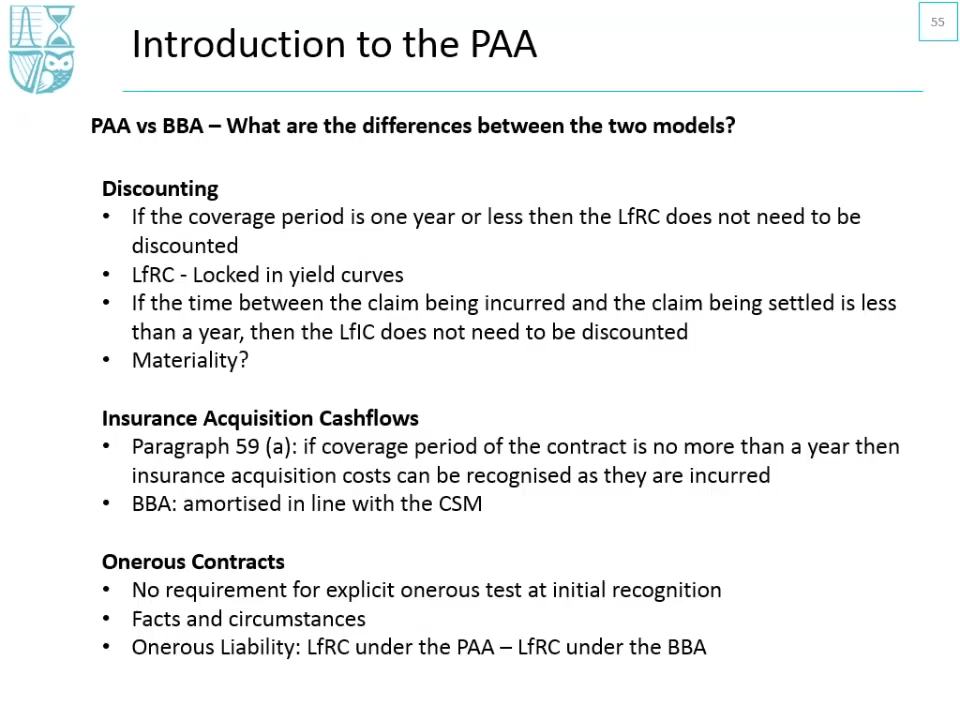 55
Introduction to the PAA
PAA vs BBA – What are the differences between the two models?
Discounting
• If the coverage period is one year or less then the LfRC does not need to be
discounted
• LfRC - Locked in yield curves
• If the time between the claim being incurred and the claim being settled is less
than a year, then the LfIC does not need to be discounted
• Materiality?
Insurance Acquisition Cashflows
• Paragraph 59 (a): if coverage period of the contract is no more than a year then
insurance acquisition costs can be recognised as they are incurred
• BBA: amortised in line with the CSM
Onerous Contracts
• No requirement for explicit onerous test at initial recognition
• Facts and circumstances
• Onerous Liability: LfRC under the PAA – LfRC under the BBA